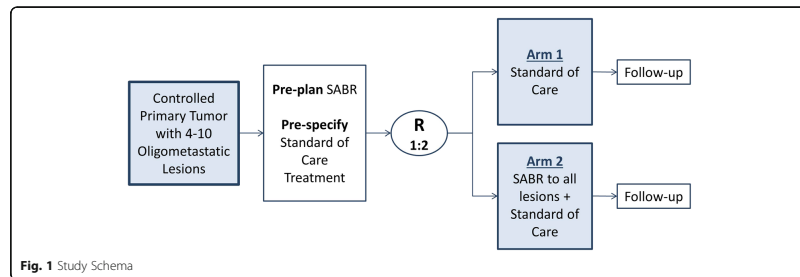 Controlled
Primary Tumor
with 4-10
Oligometastatic
Lesions
Pre-plan SABR
Pre-specify
Standard of
Care
Treatment
R
1:2
Arm 1
Standard of
Care
Follow-up
Arm 2
SABR to all
lesions +
Standard of
Care
Follow-up
Fig. 1 Study Schema